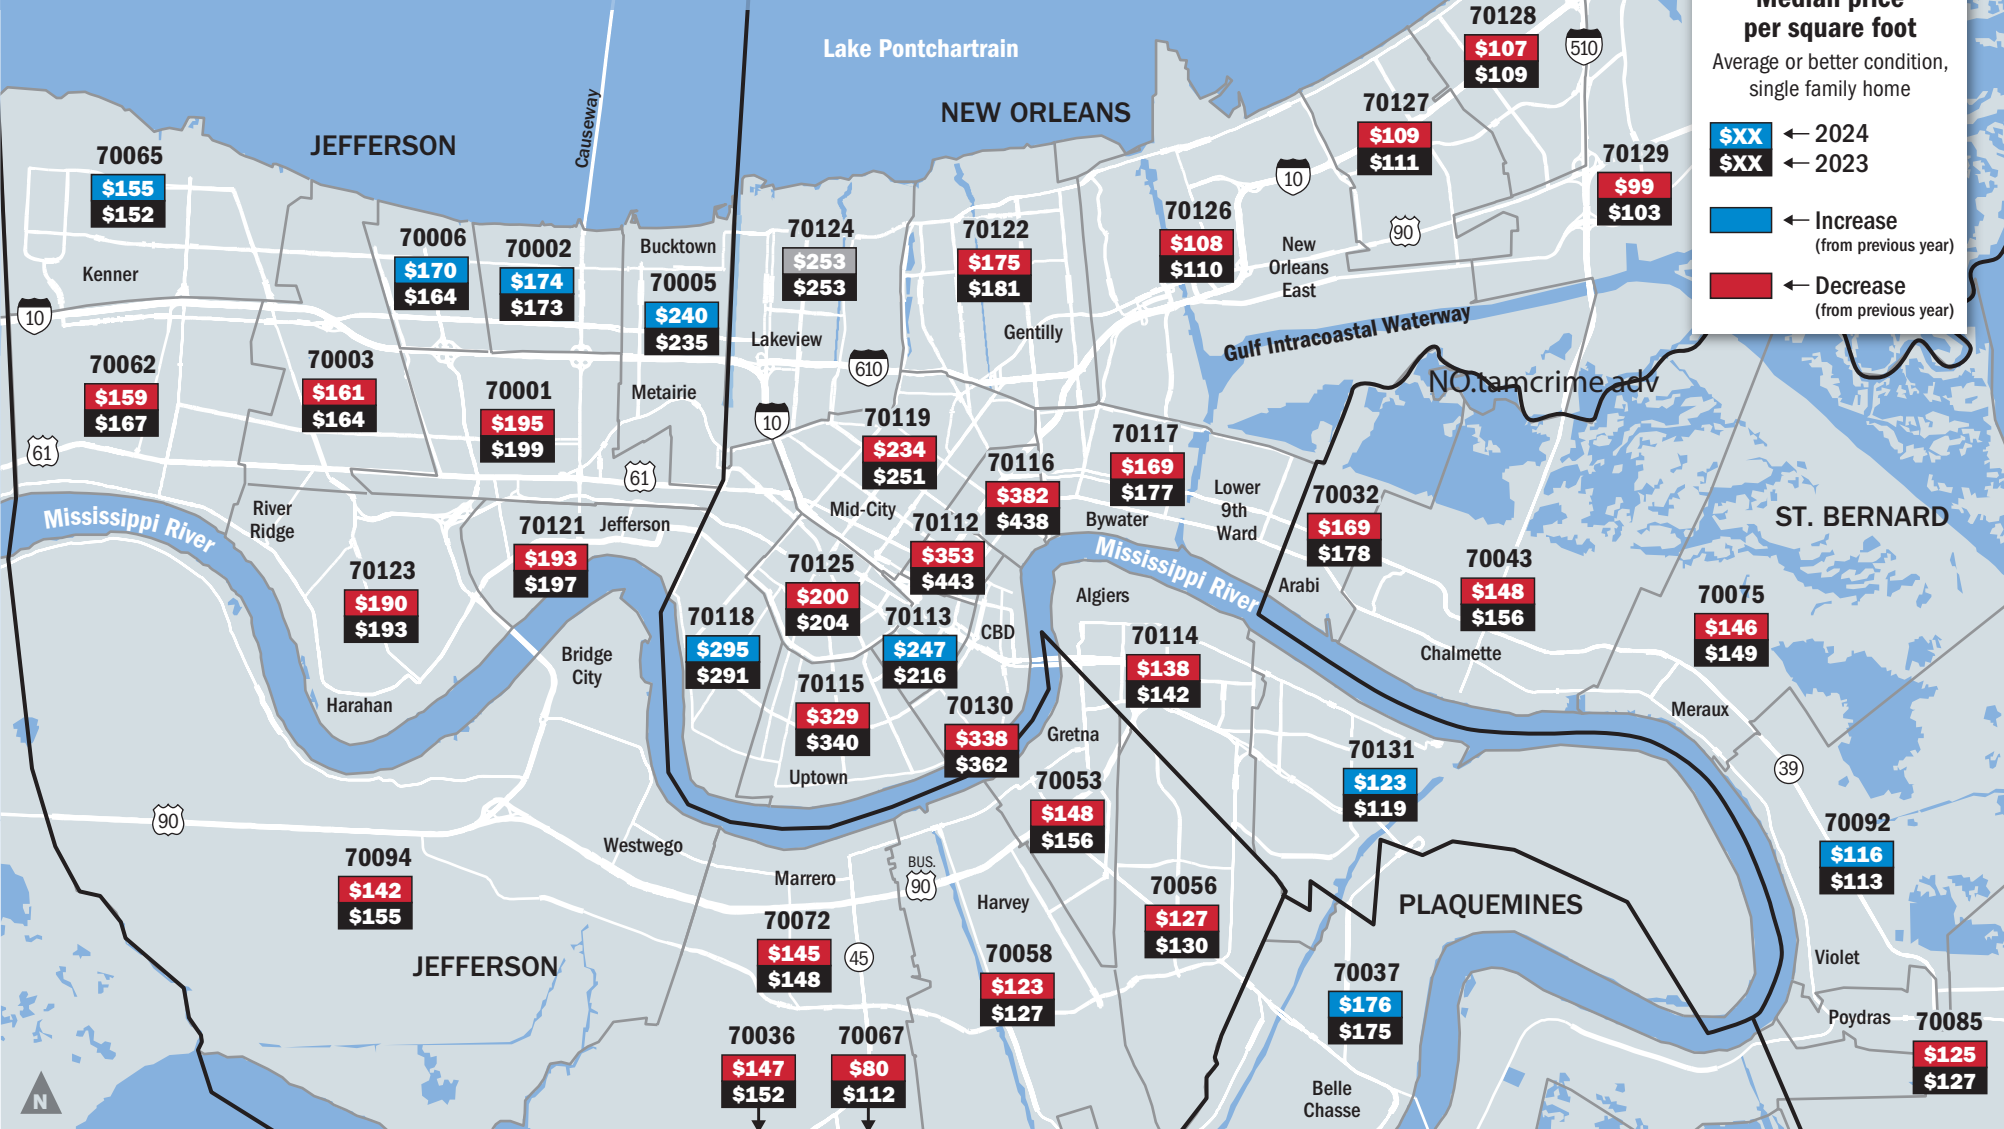 Median price
per square foot
Average or better condition,
single family home
$XX 2024
$XX 2023
Increase
(from previous year)
Decrease
(from previous year)
Lake Pontchartrain
NEW ORLEANS
JEFFERSON
Causeway
70128
$107
$109
510
70127
$109
$111
70129
$99
$103
10
90
70065
$155
$152
Kenner
10
70006
$170
$164
70002
$174
$173
Bucktown
70005
$240
$235
70124
$253
$253
Lakeview
70122
$175
$181
Gentilly
70126
$108
$110
New
Orleans
East
Gulf Intracoastal Waterway
NO.tamcrime adv
610
10
70062
$159
$167
61
70003
$161
$164
70001
$195
$199
Metairie
61
70119
$234
$251
Mid-City
70116
$382
$438
70117
$169
$177
Bywater
Lower
9th
Ward
70032
$169
$178
Arabi
ST. BERNARD
Mississippi River
River
Ridge
70121
$193
$197
Jefferson
70123
$190
$193
Harahan
Bridge
City
70125
$200
$204
70112
$353
$443
70118
$295
$291
70113
$247
$216
CBD
70115
$329
$340
Uptown
70130
$338
$362
Mississippi River
Algiers
70114
$138
$142
70043
$148
$156
Chalmette
70075
$146
$149
Meraux
39
Gretna
70053
$148
$156
70131
$123
$119
70092
$116
$113
90
70094
$142
$155
Westwego
Marrero
BUS.
90
Harvey
70056
$127
$130
PLAQUEMINES
JEFFERSON
70072
$145
$148
45
70058
$123
$127
70037
$176
$175
Violet
Poydras
70085
$125
$127
70036
$147
$152
70067
$80
$112
Belle
Chasse
N